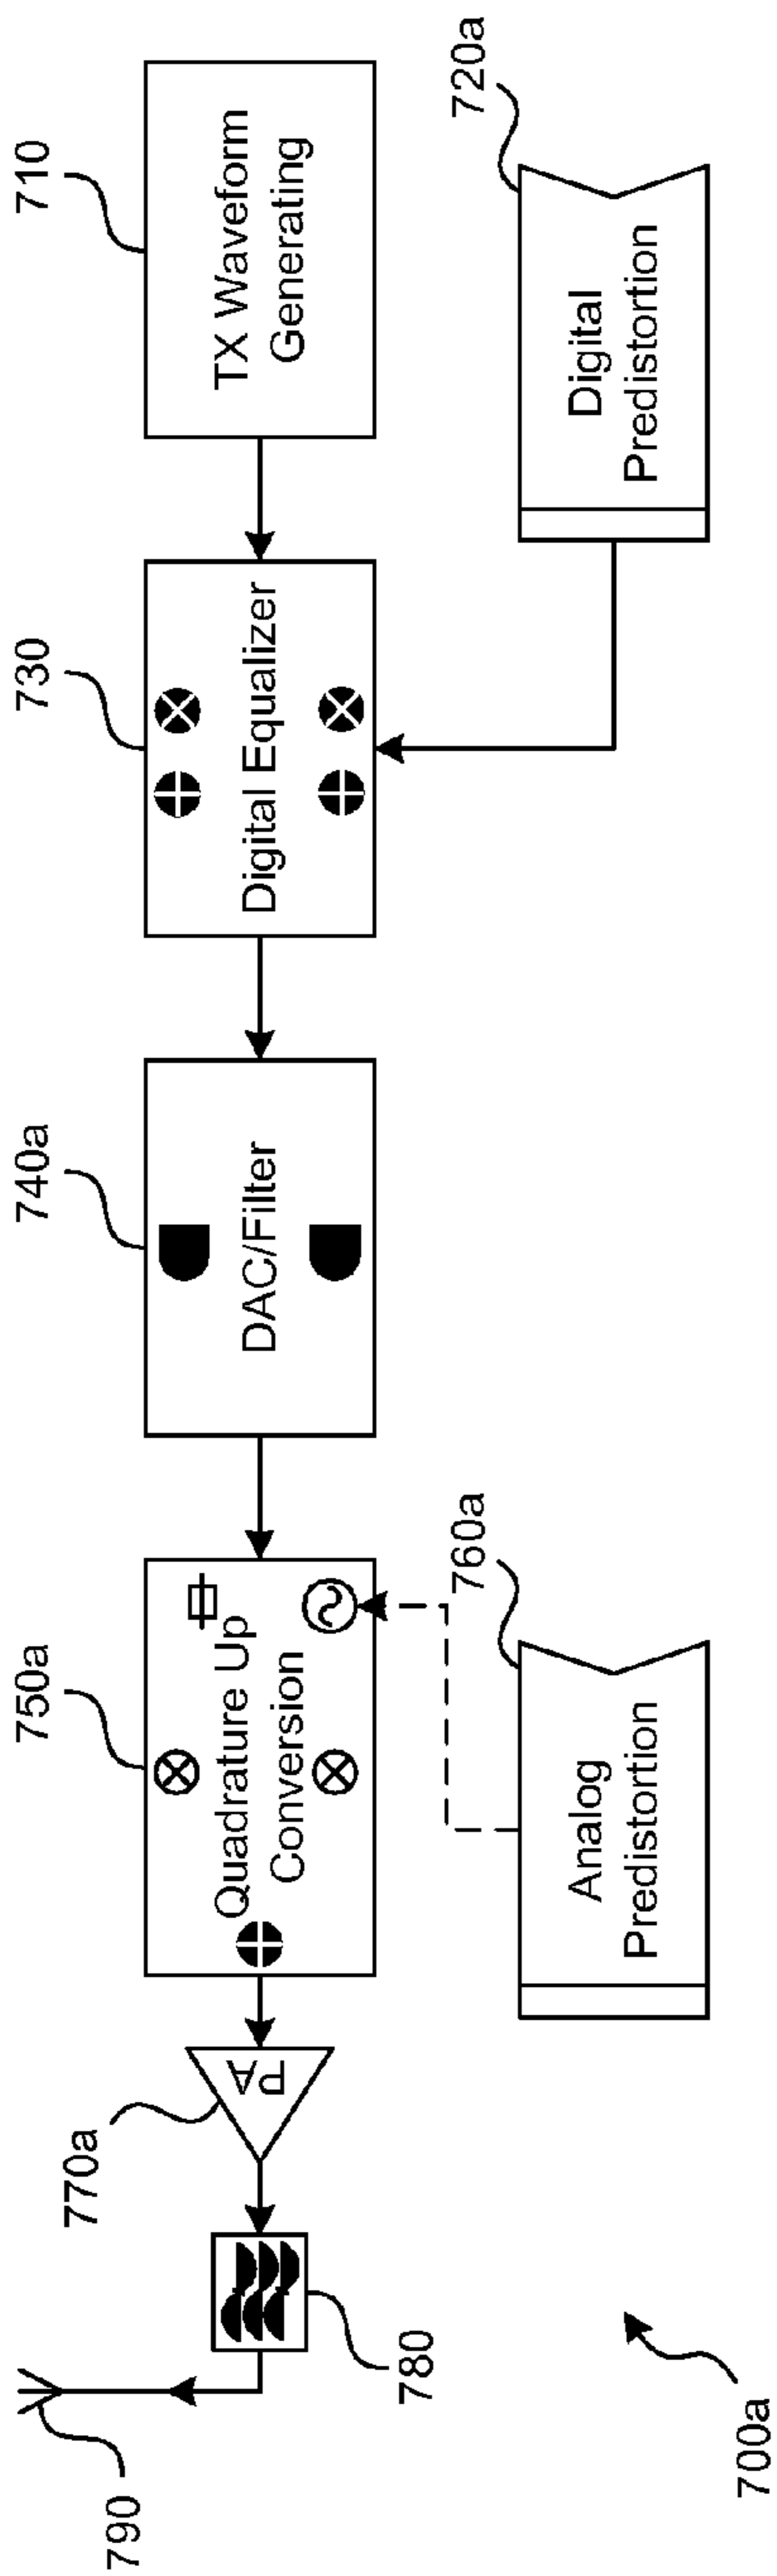 710
TX Waveform
Generating
720a
Digital
Predistortion
730
Digital Equalizer
740a
DAC/Filter
750a
Quadrature Up
Conversion
760a
Analog
Predistortion
770a
PA
780
790
700a